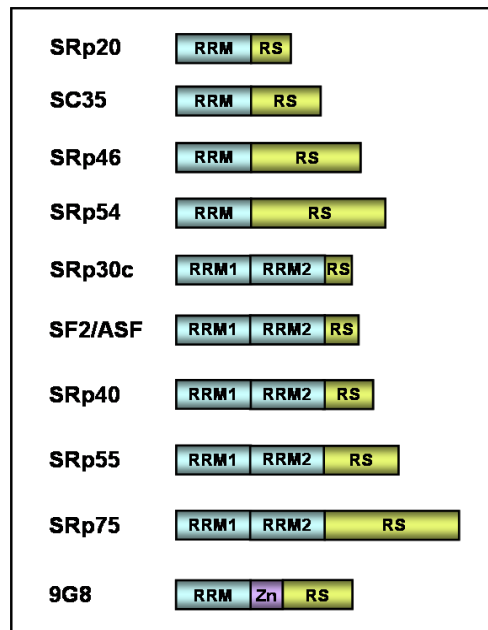 SRp20 RRM RS
SC35 RRM RS
SRp46 RRM RS
SRp54 RRM RS
SRp30c RRM1 RRM2 RS
SF2/ASF RRM1 RRM2 RS
SRp40 RRM1 RRM2 RS
SRp55 RRM1 RRM2 RS
SRp75 RRM1 RRM2 RS
9G8 RRM Zn RS